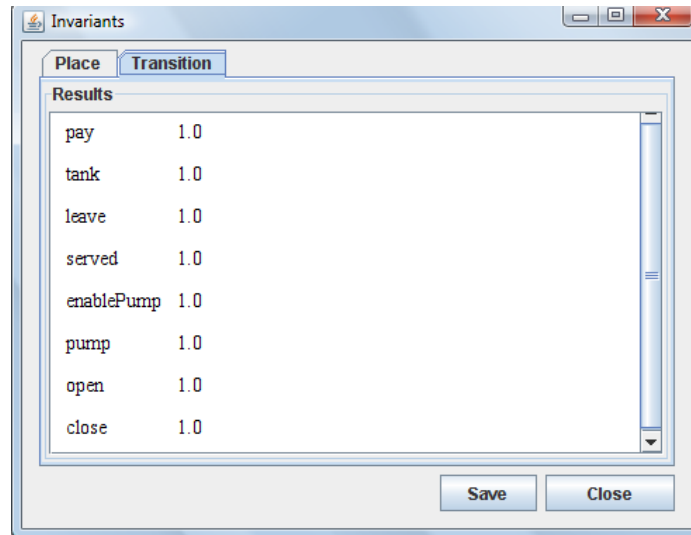 Invariants
Place Transition
Results
pay 1.0
tank 1.0
leave 1.0
served 1.0
enablePump 1.0
pump 1.0
open 1.0
close 1.0
Save Close